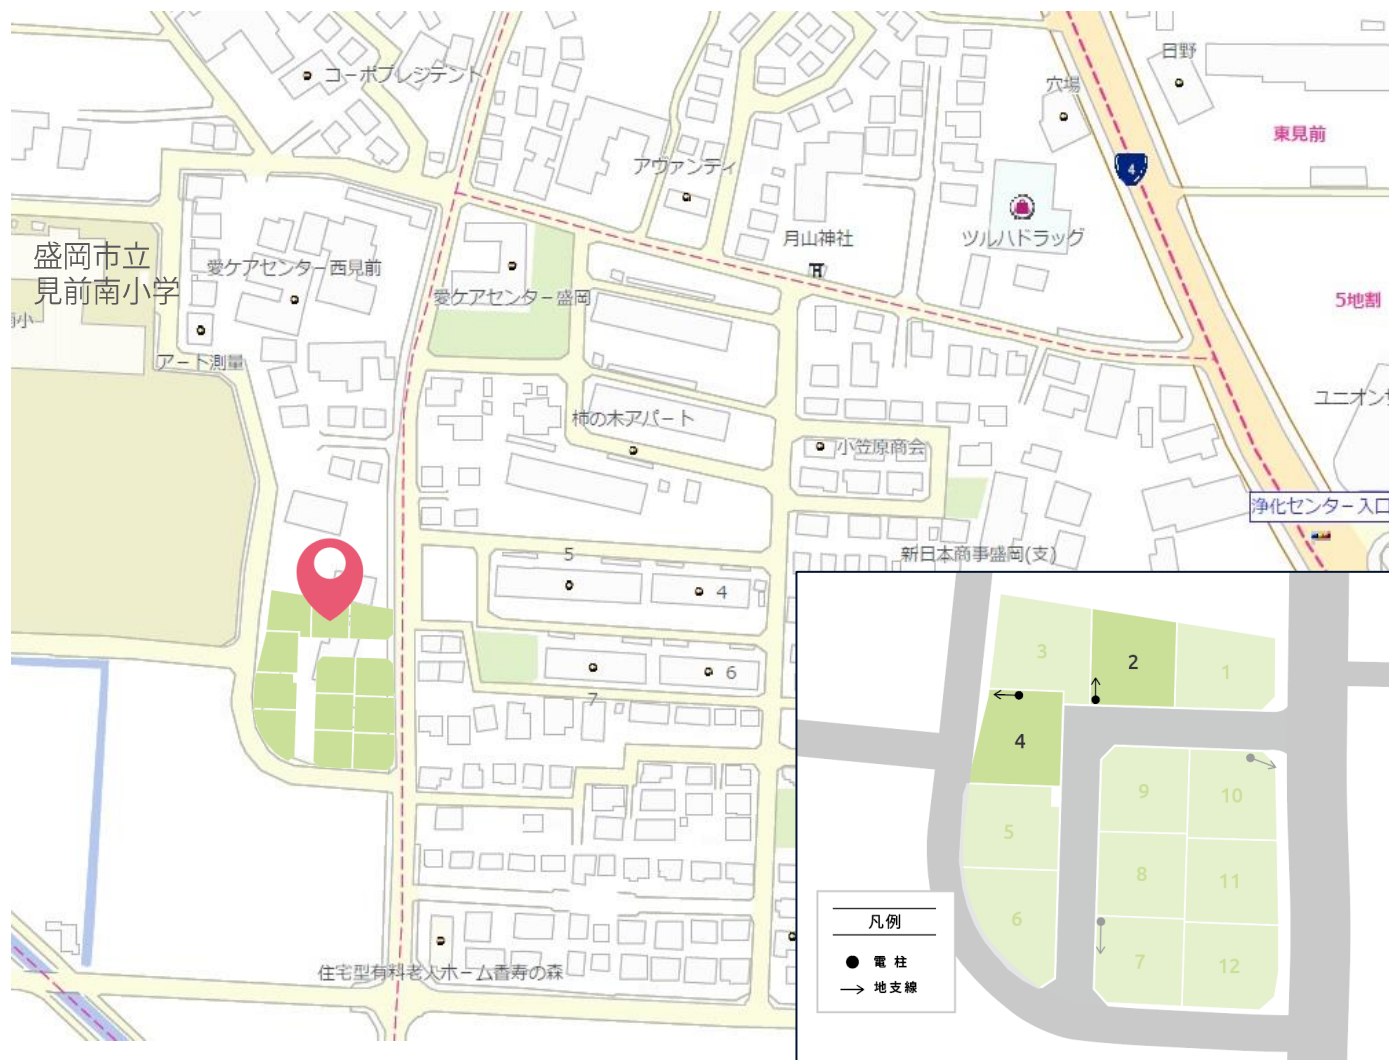 日野
コーポプレジデント
穴場
東見前
アヴァンティ
4
月山神社
ツルハドラッグ
盛岡市立
見前南小学
愛ケアセンター西見前
愛ケアセンター盛岡
5地割
小
アート測量
ユニオン
柿の木アパート
小笠原商会
浄化センター入口
新日本商事盛岡(支)
5
4
6
7
住宅型有料老人ホーム香寿の森
3
2
1
4
9
10
5
8
11
6
7
12
凡例
電柱
地支線